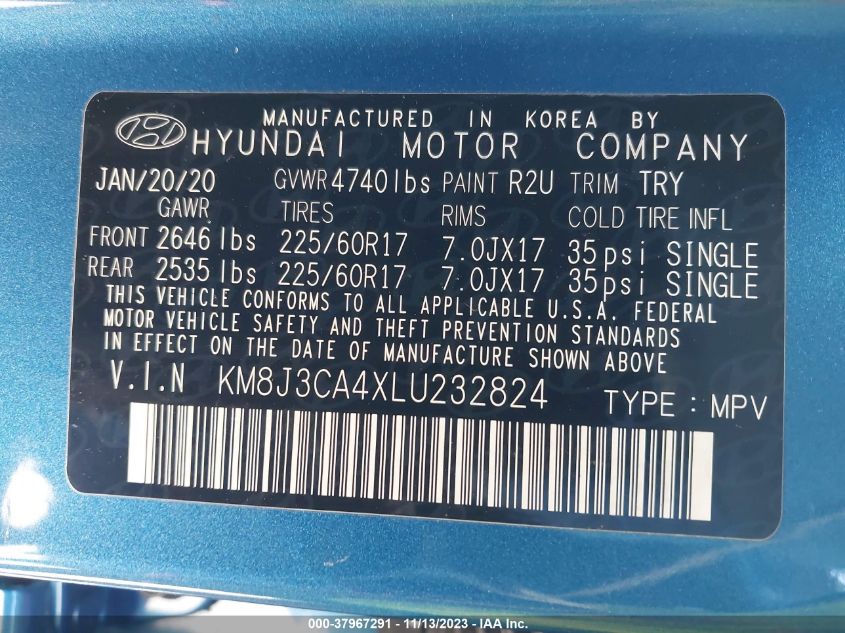 MANUFACTURED IN KOREA BY
HYUNDAI MOTOR COMPANY
JAN/20/20 GVWR 4740 lbs PAINT R2U TRIM TRY
GAWR TIRES RIMS COLD TIRE INFL
FRONT 2646 lbs 225/60R17 7.0JX17 35psi SINGLE
REAR 2535 lbs 225/60R17 7.0JX17 35psi SINGLE
THIS VEHICLE CONFORMS TO ALL APPLICABLE U.S.A. FEDERAL
MOTOR VEHICLE SAFETY AND THEFT PREVENTION STANDARDS
IN EFFECT ON THE DATE OF MANUFACTURE SHOWN ABOVE
V.I.N KM8J3CA4XLU232824 TYPE : MPV
000-37967291 - 11/13/2023 - IAA Inc.